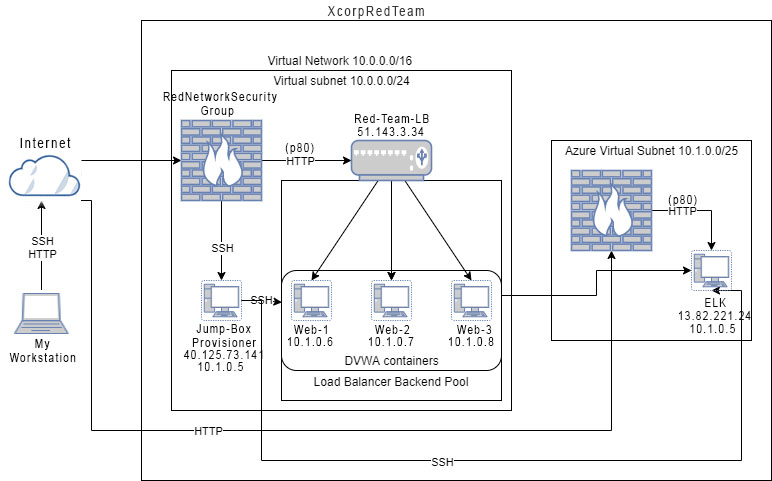 XcorpRedTeam
Virtual Network 10.0.0.0/16
Virtual subnet 10.0.0.0/24
RedNetworkSecurity
Group
Red-Team-LB
51.143.3.34
Internet
(p80)
HTTP
Azure Virtual Subnet 10.1.0.0/25
(p80)
HTTP
SSH
HTTP
SSH
SSH
My
Workstation
Jump-Box
Provisioner
40.125.73.141
10.1.0.5
Web-1
10.1.0.6
Web-2
10.1.0.7
Web-3
10.1.0.8
ELK
13.82.221.24
10.1.0.5
DVWA containers
Load Balancer Backend Pool
HTTP
SSH